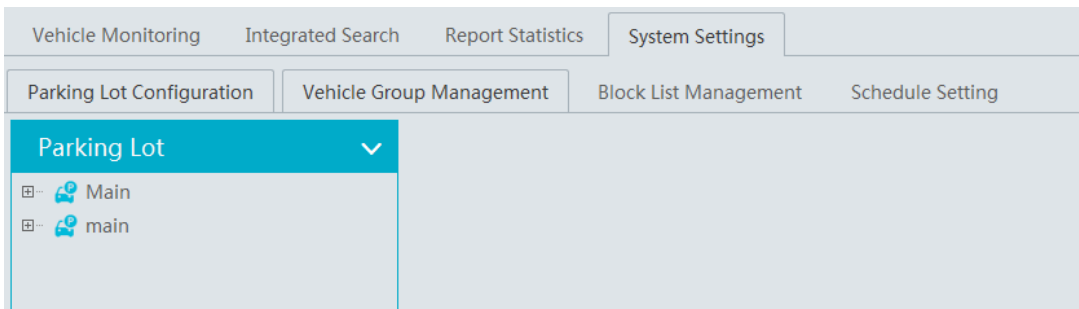 Vehicle Monitoring Integrated Search Report Statistics System Settings
Parking Lot Configuration Vehicle Group Management Block List Management Schedule Setting
Parking Lot
Main
main